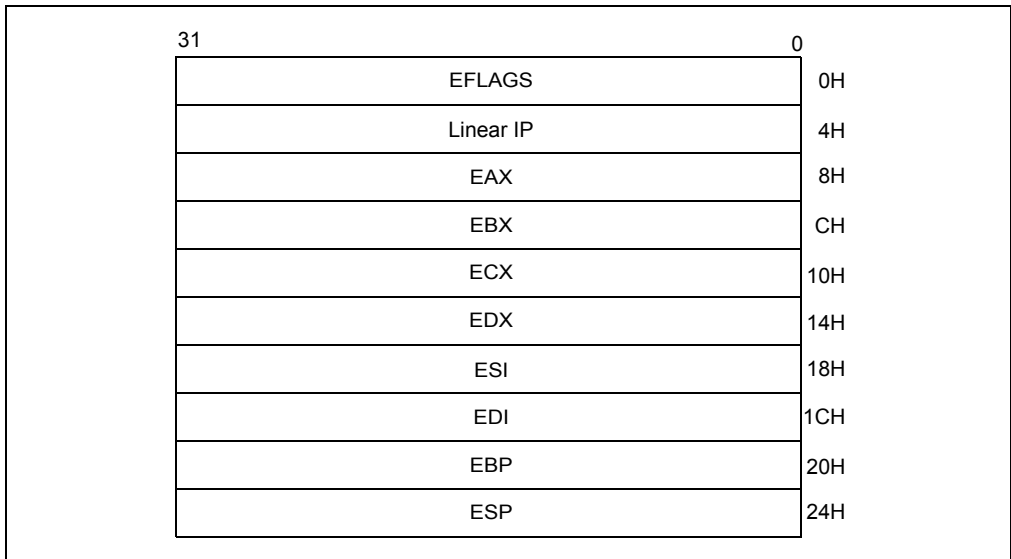 31 0
EFLAGS 0H
Linear IP 4H
EAX 8H
EBX CH
ECX 10H
EDX 14H
ESI 18H
EDI 1CH
EBP 20H
ESP 24H